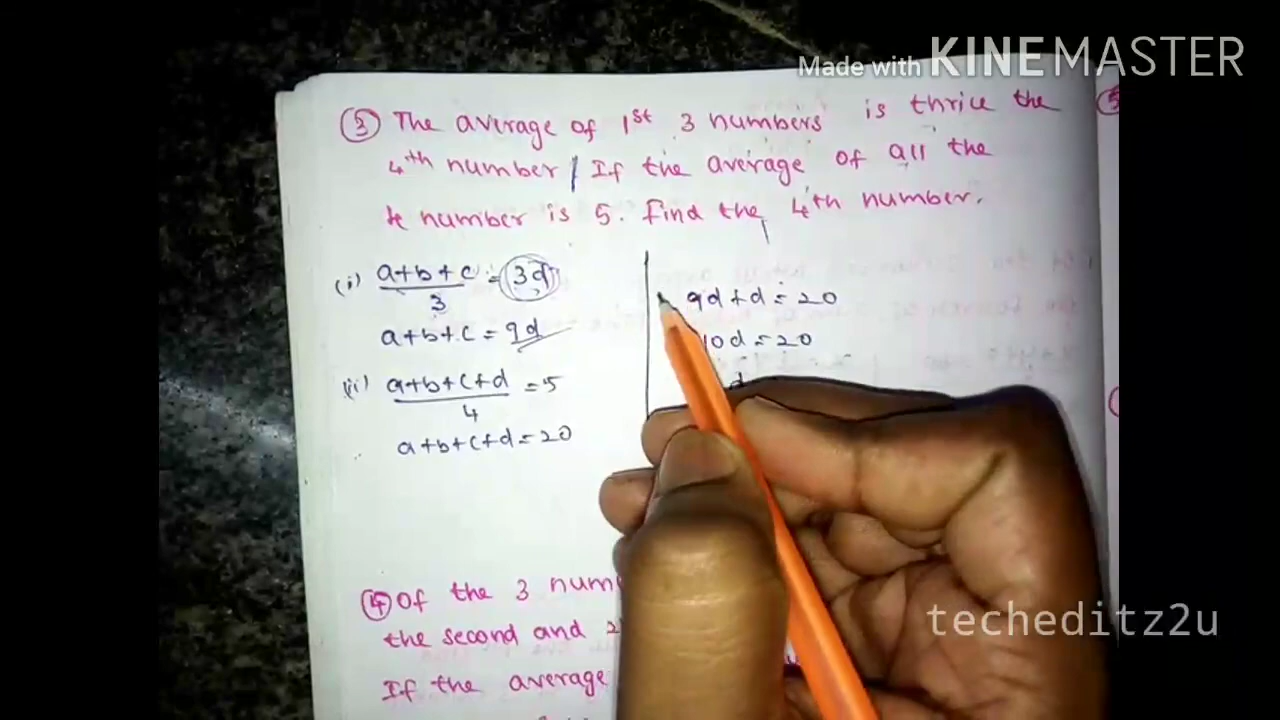 Made with KINEMASTER
③ The average of 1st 3 numbers is thrice the
4th number / If the average of all the
4 number is 5. Find the 4th number.
(i) a+b+c / 3 = 3d
a+b+c = 9d
(ii) a+b+c+d / 4 = 5
a+b+c+d = 20
9d+d = 20
10d = 20
d
④ Of the 3
the second and
If the average
techeditz2u